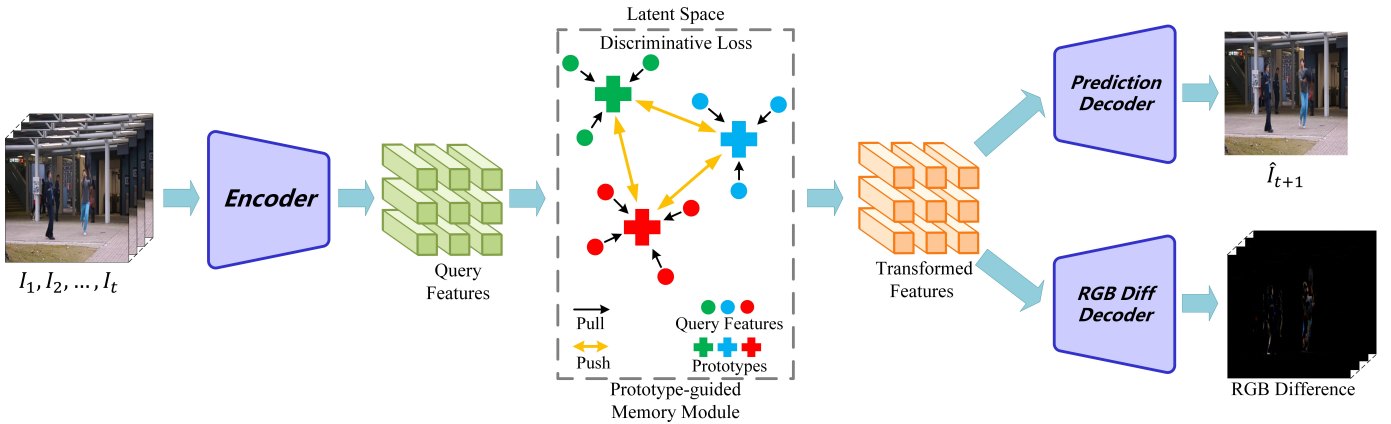 Latent Space
Discriminative Loss
Encoder
I_1, I_2, ..., I_t
Query
Features
Pull
Push
Query Features
Prototypes
Prototype-guided
Memory Module
Transformed
Features
Prediction
Decoder
Î_{t+1}
RGB Diff
Decoder
RGB Difference